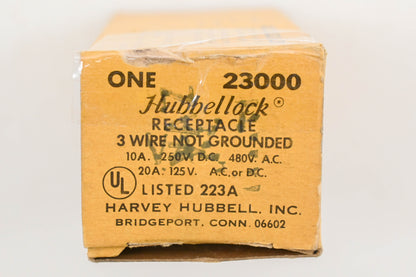 ONE 23000
Hubbellock®
RECEPTACLE
3 WIRE NOT GROUNDED
10A. 250V. D.C. 480V. A.C.
20A. 125V. A.C. or D.C.
UL LISTED 223A
HARVEY HUBBELL, INC.
BRIDGEPORT, CONN. 06602